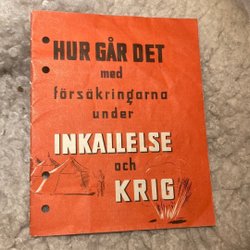 HUR GÅR DET
med
försäkringarna
under
INKALLELSE
och
KRIG